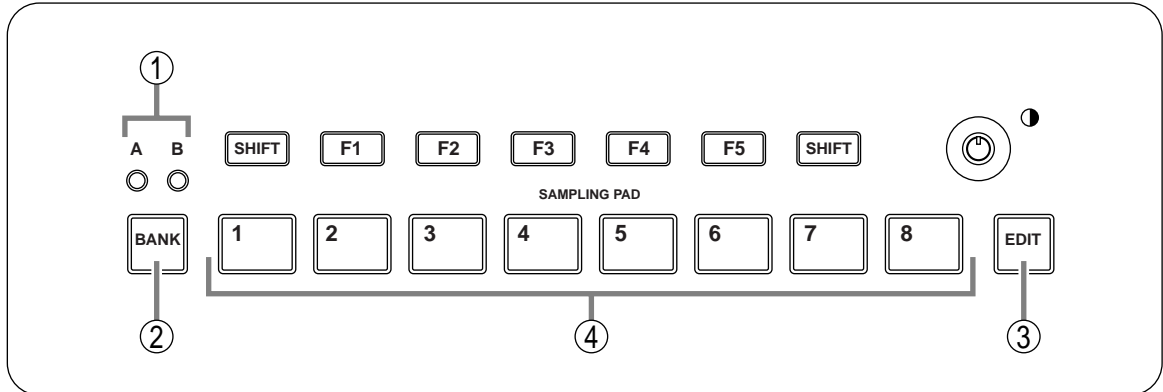 ①
A B
SHIFT F1 F2 F3 F4 F5 SHIFT
SAMPLING PAD
BANK 1 2 3 4 5 6 7 8 EDIT
② ④ ③